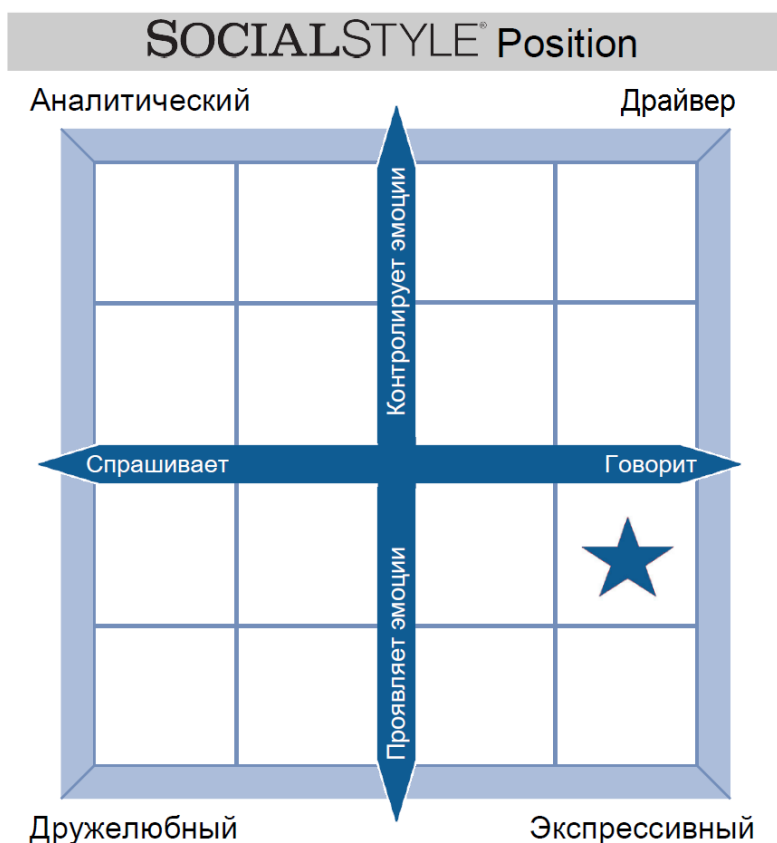 SOCIALSTYLE® Position
Аналитический
Драйвер
Контролирует эмоции
Спрашивает
Говорит
Проявляет эмоции
Дружелюбный
Экспрессивный